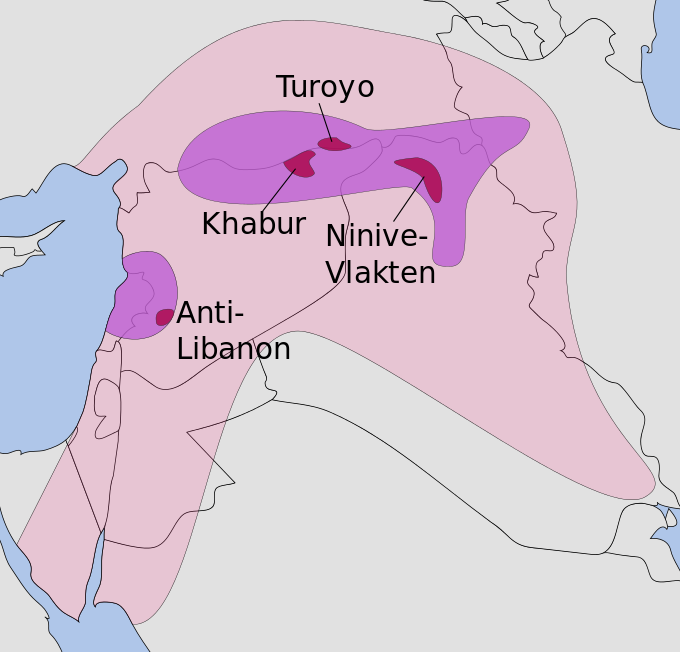 Turoyo
Khabur
Ninive-
Vlakten
Anti-
Libanon